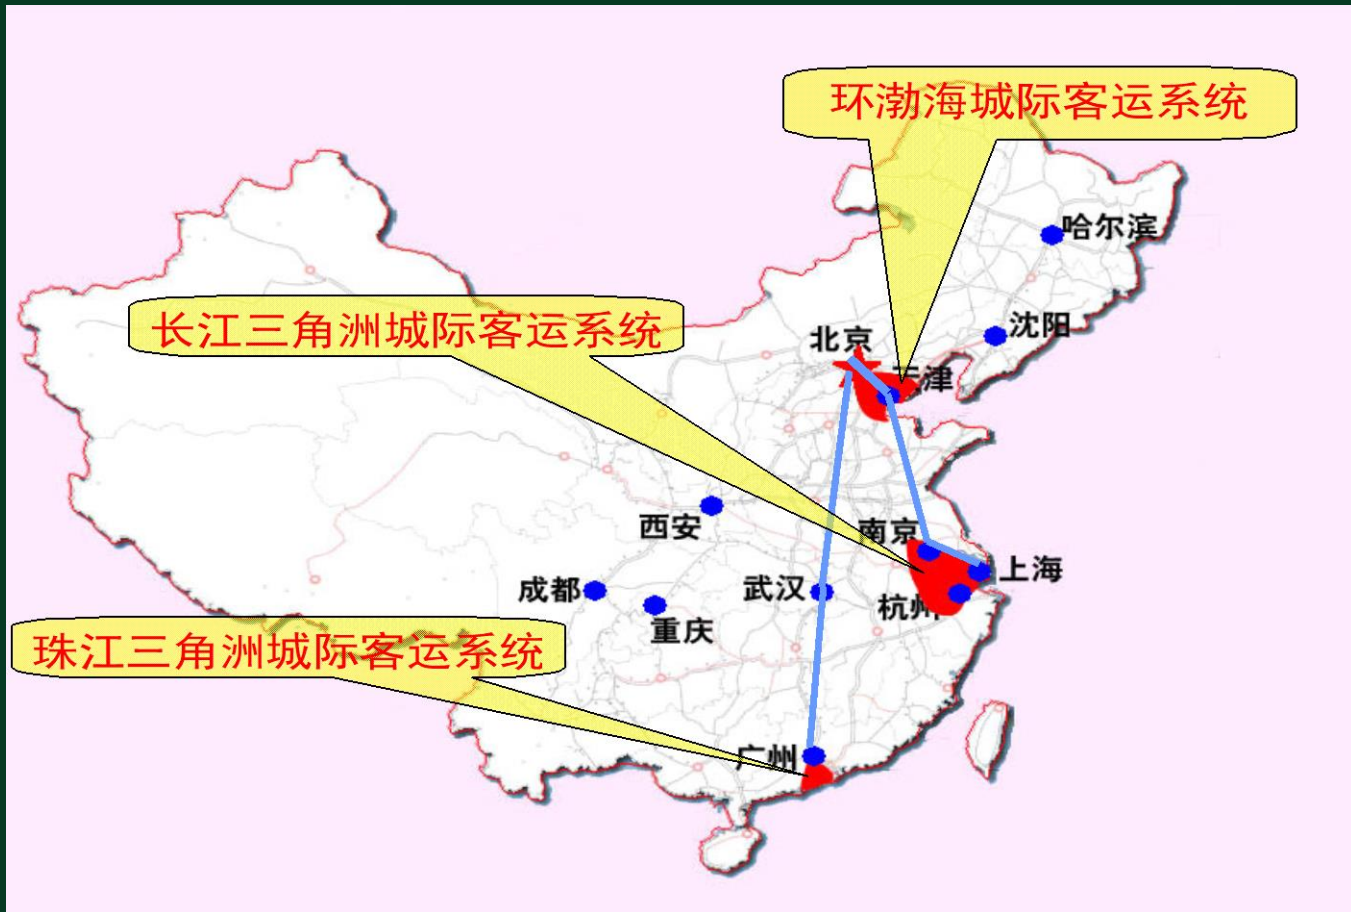 环渤海城际客运系统
哈尔滨
长江三角洲城际客运系统
沈阳
北京
天津
西安
南京
上海
成都
武汉
杭州
重庆
珠江三角洲城际客运系统
广州